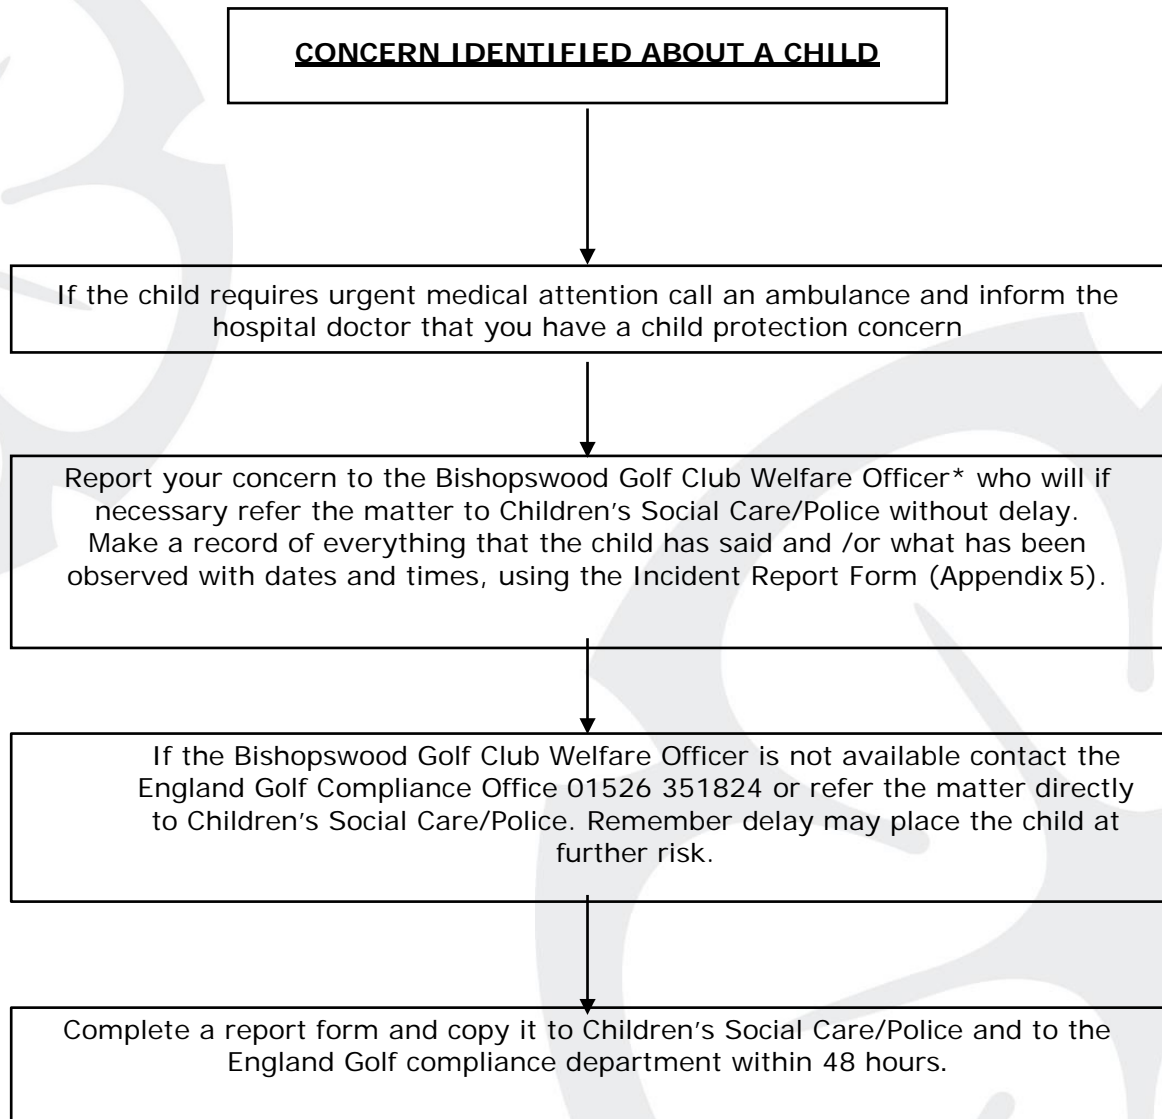 CONCERN IDENTIFIED ABOUT A CHILD
If the child requires urgent medical attention call an ambulance and inform the
hospital doctor that you have a child protection concern
Report your concern to the Bishopswood Golf Club Welfare Officer* who will if
necessary refer the matter to Children's Social Care/Police without delay.
Make a record of everything that the child has said and /or what has been
observed with dates and times, using the Incident Report Form (Appendix 5).
If the Bishopswood Golf Club Welfare Officer is not available contact the
England Golf Compliance Office 01526 351824 or refer the matter directly
to Children's Social Care/Police. Remember delay may place the child at
further risk.
Complete a report form and copy it to Children's Social Care/Police and to the
England Golf compliance department within 48 hours.